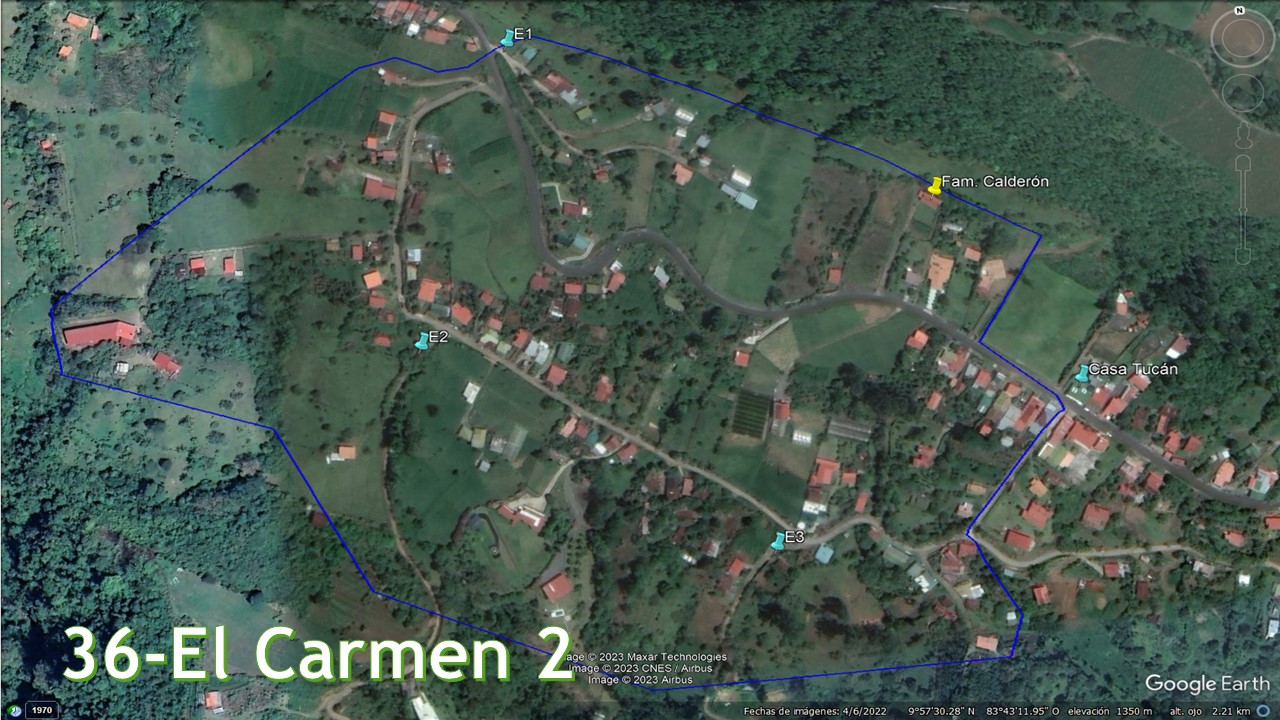 N
E1
Fam. Calderón
E2
Casa Tucán
E3
36-El Carmen 2
age © 2023 Maxar Technologies
Image © 2023 CNES / Airbus
Image © 2023 Airbus
Google Earth
1970
Fechas de imágenes: 4/6/2022 9°57'30.28" N 83°43'11.95" O elevación 1350 m alt. ojo 2.21 km